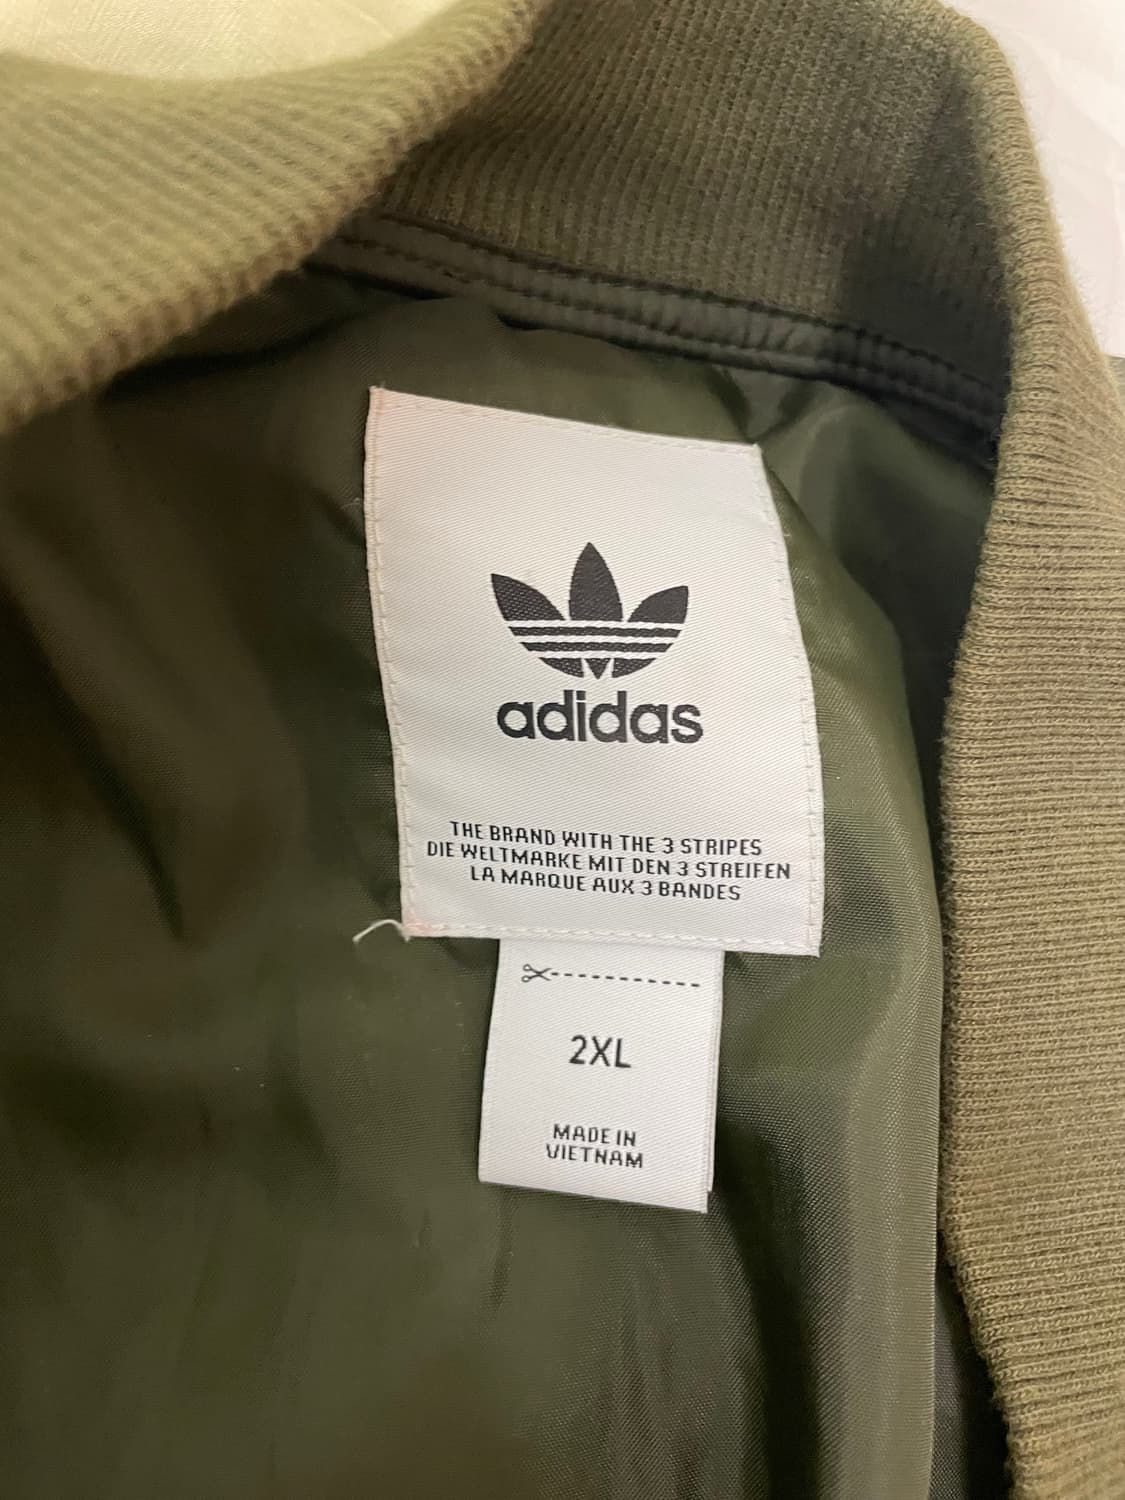 adidas
THE BRAND WITH THE 3 STRIPES
DIE WELTMARKE MIT DEN 3 STREIFEN
LA MARQUE AUX 3 BANDES
2XL
MADE IN
VIETNAM